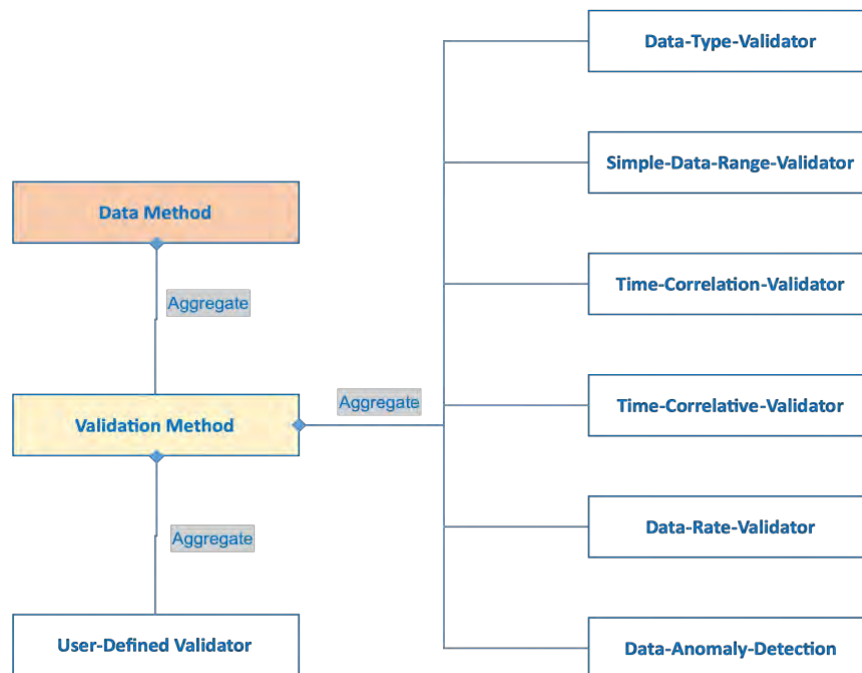 Data-Type-Validator
Simple-Data-Range-Validator
Data Method
Time-Correlation-Validator
Aggregate
Time-Correlative-Validator
Aggregate
Validation Method
Data-Rate-Validator
Aggregate
User-Defined Validator
Data-Anomaly-Detection